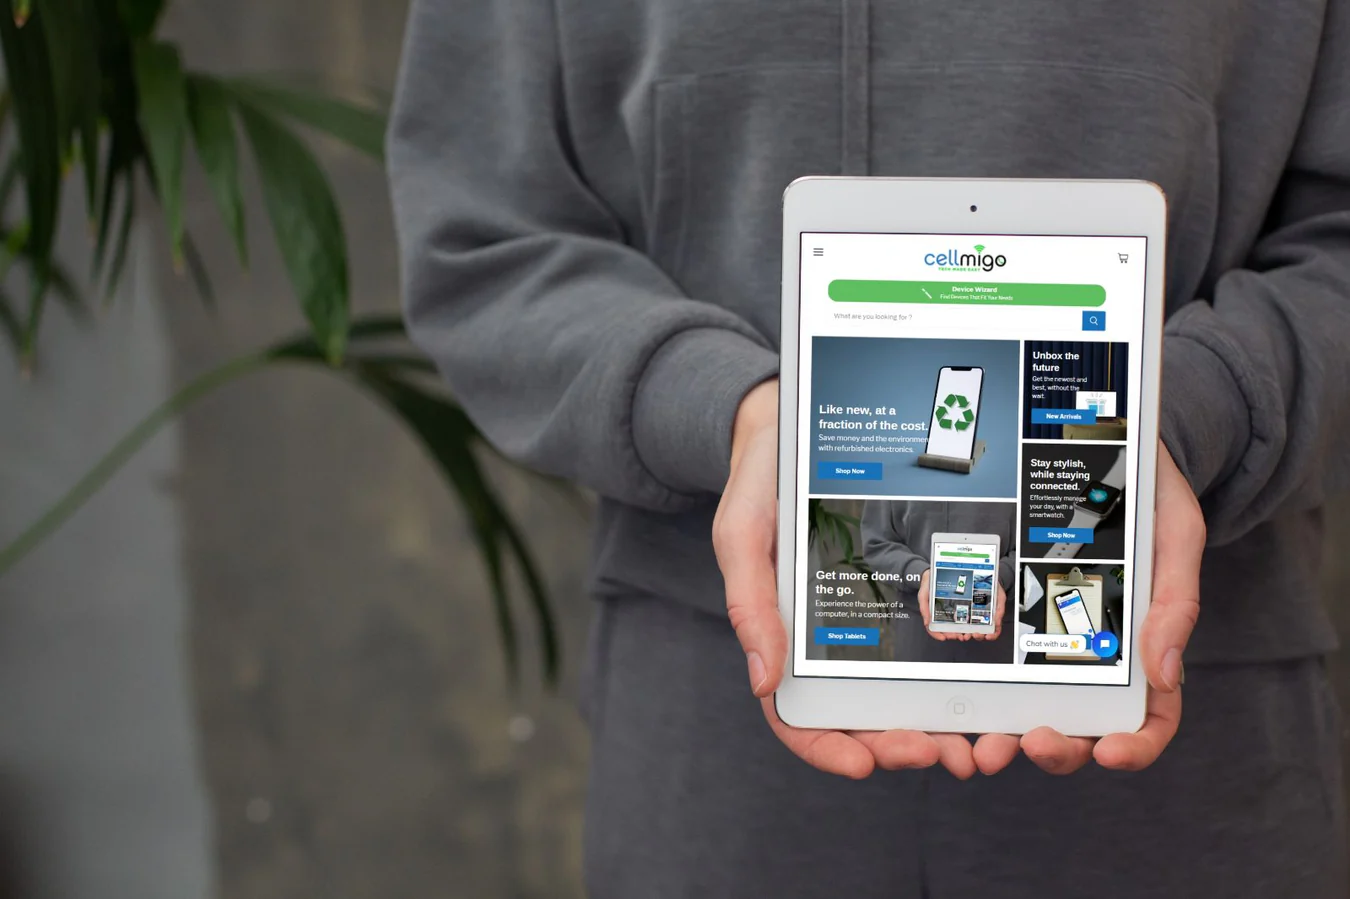 cellmigo
TECH MADE EASY
Device Wizard
Find Devices That Fit Your Needs
What are you looking for ?
Like new, at a
fraction of the cost.
Save money and the environment
with refurbished electronics.
Shop Now
Unbox the
future
Get the newest and
best, without the
wait.
New Arrivals
Stay stylish,
while staying
connected.
Effortlessly manage
your day, with a
smartwatch.
Shop Now
Get more done, on
the go.
Experience the power of a
computer, in a compact size.
Shop Tablets
cellmigo
Chat with us 👋